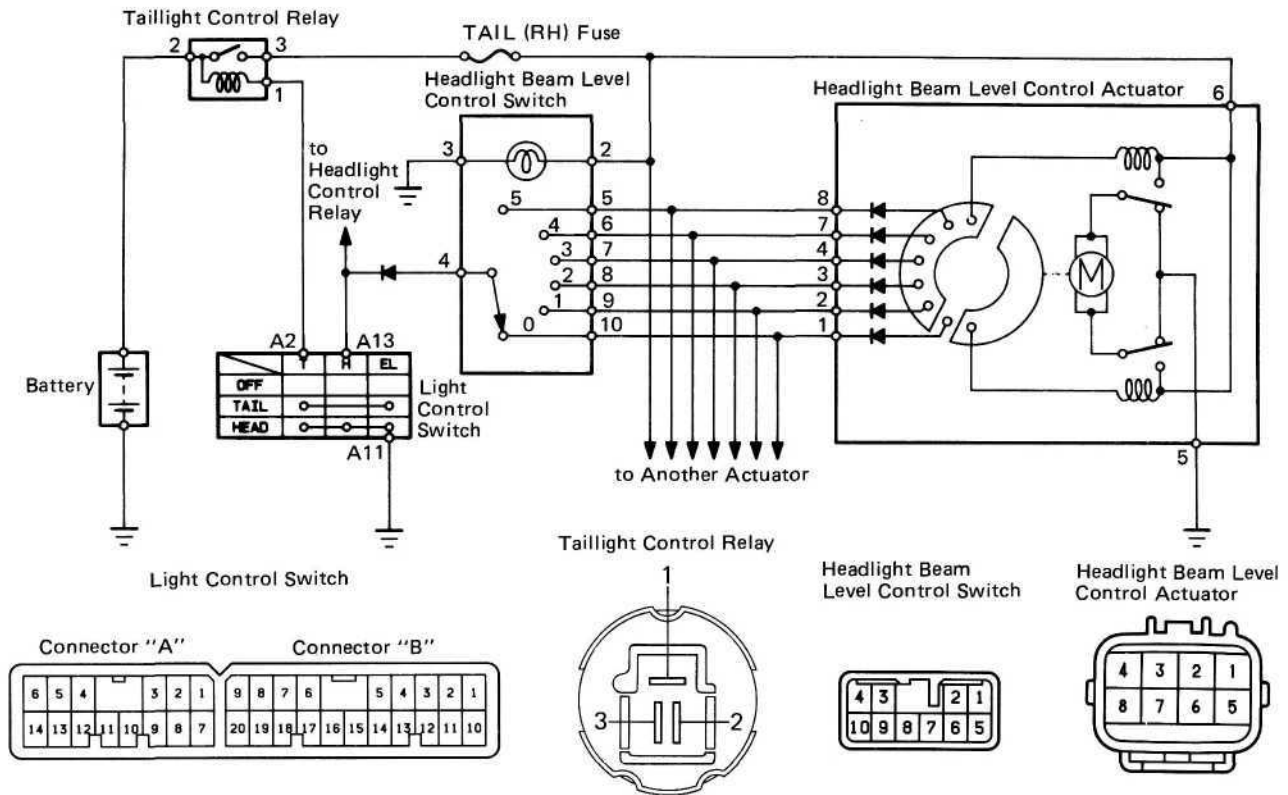 Taillight Control Relay
2
3
1
TAIL (RH) Fuse
Headlight Beam Level
Control Switch
Headlight Beam Level Control Actuator
6
to
Headlight
Control
Relay
3
2
5
5
8
4
6
7
3
7
4
4
2
8
3
1
9
2
0
10
1
M
Battery
A2
A13
T
H
EL
OFF
TAIL
HEAD
Light
Control
Switch
A11
to Another Actuator
5
Light Control Switch
Connector "A"
Connector "B"
6 5 4 3 2 1
14 13 12 11 10 9 8 7
9 8 7 6 5 4 3 2 1
20 19 18 17 16 15 14 13 12 11 10
Taillight Control Relay
1
3
2
Headlight Beam
Level Control Switch
4 3 2 1
10 9 8 7 6 5
Headlight Beam Level
Control Actuator
4 3 2 1
8 7 6 5